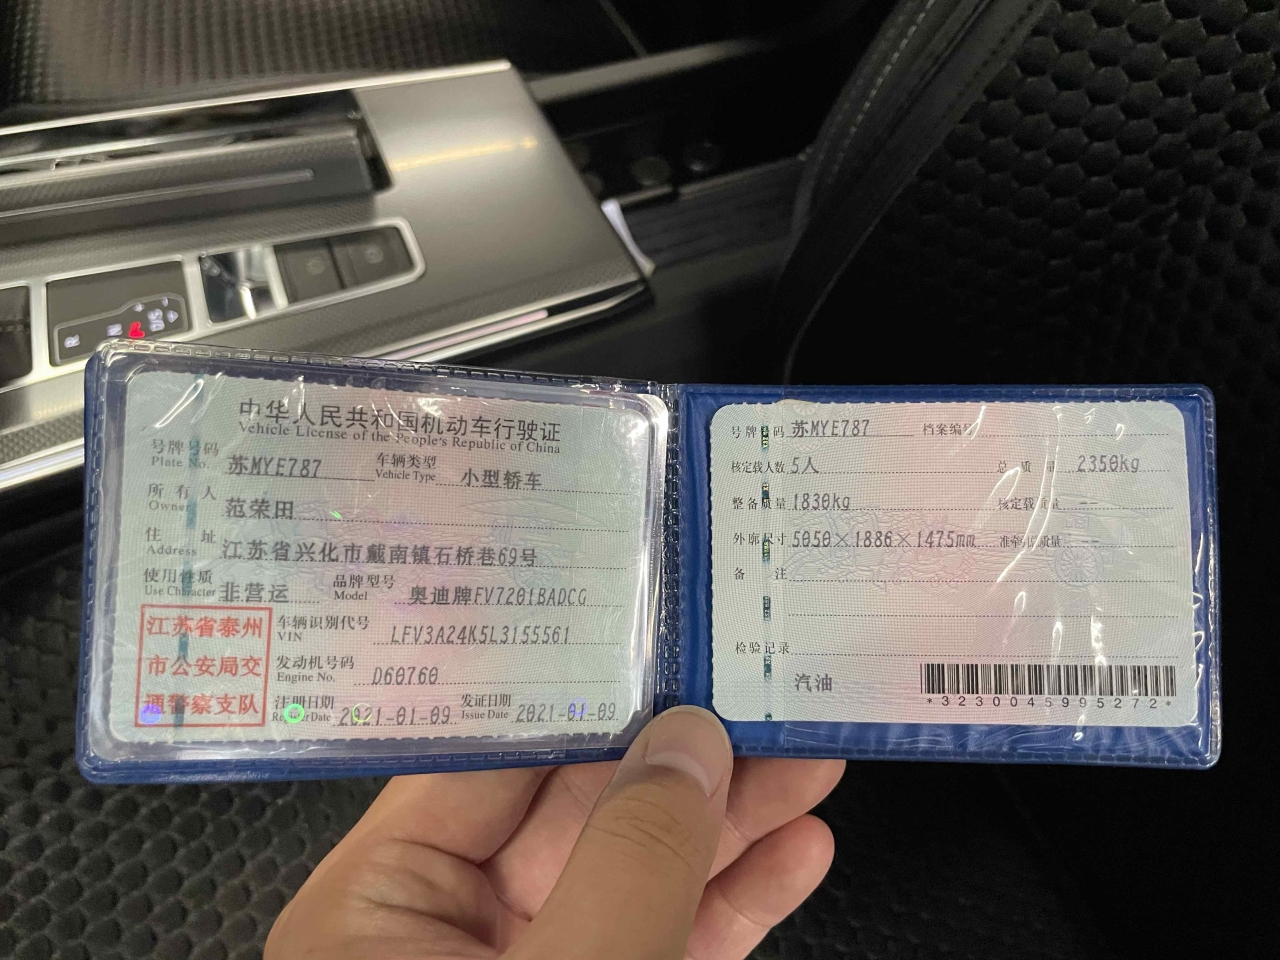 中华人民共和国机动车行驶证
Vehicle License of the People's Republic of China
号牌号码 苏MYE787 车辆类型 小型轿车
Plate No. Vehicle Type
所有人 范荣田
Owner
住址 江苏省兴化市戴南镇石桥巷69号
Address
使用性质 非营运 品牌型号 奥迪牌FV7201BADCG
Use Character Model
江苏省泰州
市公安局交
通警察支队
车辆识别代号 LFV3A24K5L3155561
VIN
发动机号码 D60760
Engine No.
注册日期 2021-01-09 发证日期 2021-01-09
Register Date Issue Date
号牌号码 苏MYE787 档案编号
核定载人数 5人 总质量 2350kg
整备质量 1830kg 核定载质量 --
外廓尺寸 5050×1886×1475mm 准牵引总质量 --
备注
检验记录
汽油
*3230045995272*
R
N
D/S